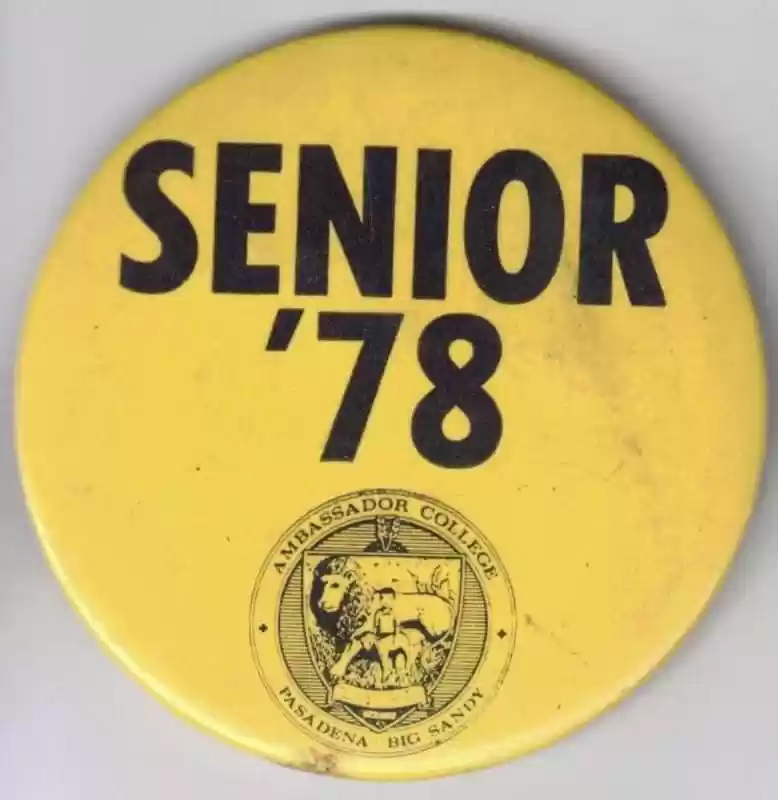 SENIOR
'78
AMBASSADOR COLLEGE
PASADENA BIG SANDY